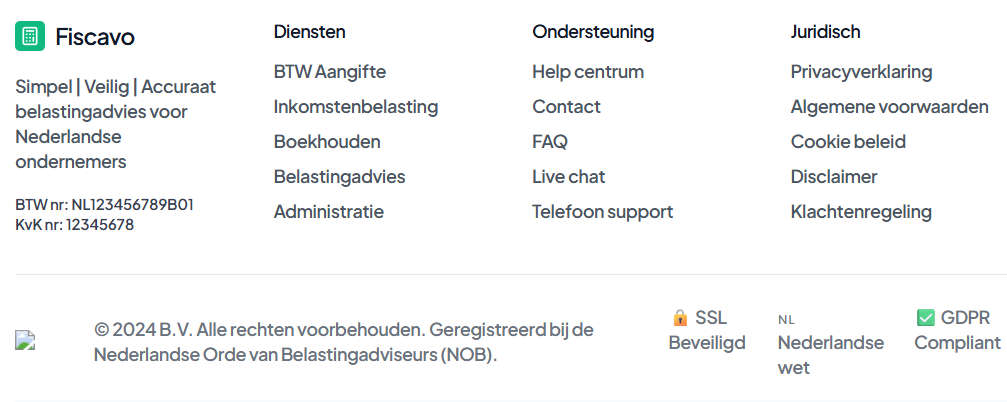 Fiscavo
Simpel | Veilig | Accuraat
belastingadvies voor
Nederlandse
ondernemers
BTW nr: NL123456789B01
KvK nr: 12345678
Diensten
BTW Aangifte
Inkomstenbelasting
Boekhouden
Belastingadvies
Administratie
Ondersteuning
Help centrum
Contact
FAQ
Live chat
Telefoon support
Juridisch
Privacyverklaring
Algemene voorwaarden
Cookie beleid
Disclaimer
Klachtenregeling
© 2024 B.V. Alle rechten voorbehouden. Geregistreerd bij de
Nederlandse Orde van Belastingadviseurs (NOB).
🔒 SSL
Beveiligd
NL
Nederlandse
wet
✅ GDPR
Compliant